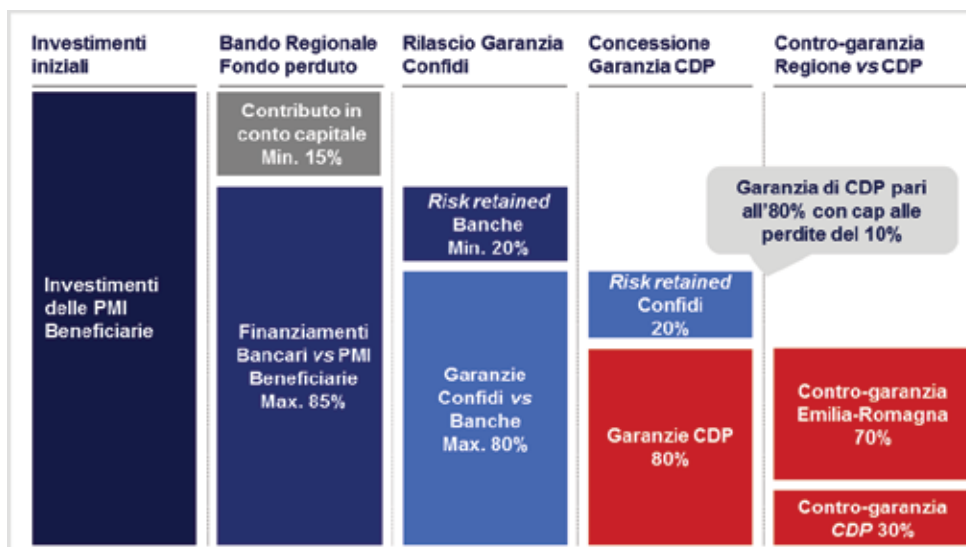 Investimenti
iniziali
Bando Regionale
Fondo perduto
Rilascio Garanzia
Confidi
Concessione
Garanzia CDP
Contro-garanzia
Regione vs CDP
Investimenti
delle PMI
Beneficiarie
Contributo in
conto capitale
Min. 15%
Finanziamenti
Bancari vs PMI
Beneficiarie
Max. 85%
Risk retained
Banche
Min. 20%
Garanzie
Confidi vs
Banche
Max. 80%
Risk retained
Confidi
20%
Garanzie CDP
80%
Garanzia di CDP pari
all'80% con cap alle
perdite del 10%
Contro-garanzia
Emilia-Romagna
70%
Contro-garanzia
CDP 30%